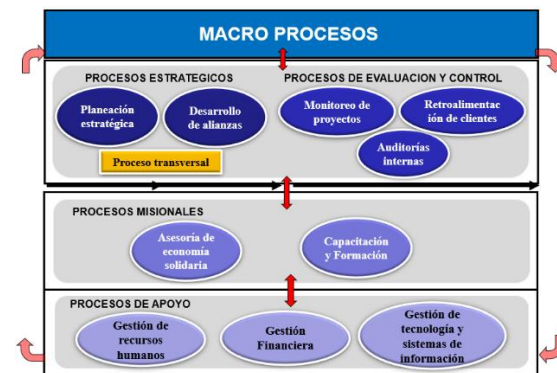 MACRO PROCESOS
PROCESOS ESTRATEGICOS
Planeación
estratégica
Desarrollo
de alianzas
Proceso transversal
PROCESOS DE EVALUACION Y CONTROL
Monitoreo de
proyectos
Retroalimentac
ión de clientes
Auditorías
internas
PROCESOS MISIONALES
Asesoría de
economía
solidaria
Capacitación
y Formación
PROCESOS DE APOYO
Gestión de
recursos
humanos
Gestión
Financiera
Gestión de
tecnología y
sistemas de
información